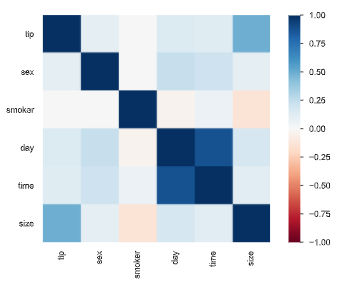 tip
sex
smoker
day
time
size
tip
sex
smoker
day
time
size
1.00
0.75
0.50
0.25
0.00
−0.25
−0.50
−0.75
−1.00